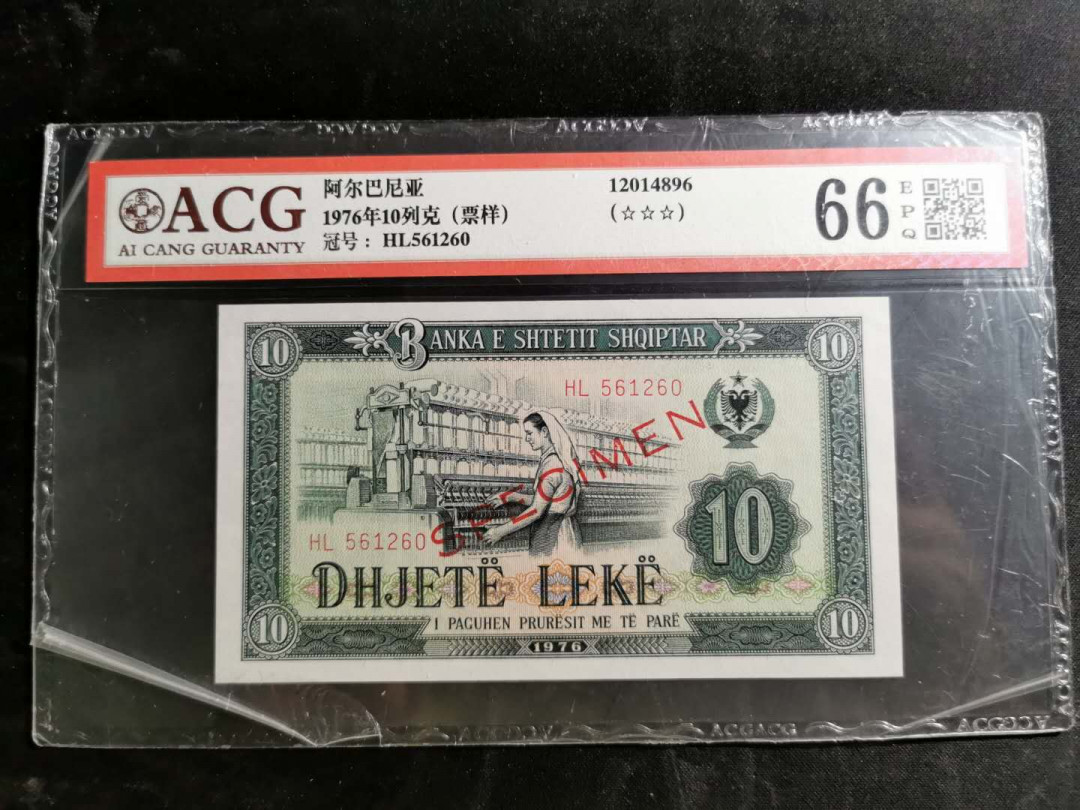 ACG
AI CANG GUARANTY
阿尔巴尼亚
1976年10列克（票样）
冠号：HL561260
12014896
(☆☆☆)
66
EPQ
BANKA E SHTETIT SHQIPTAR
10
10
HL 561260
SPECIMEN
10
HL 561260
DHJETË LEKË
I PAGUHEN PRURËSIT ME TË PARË
10
1976
10
ACGACG